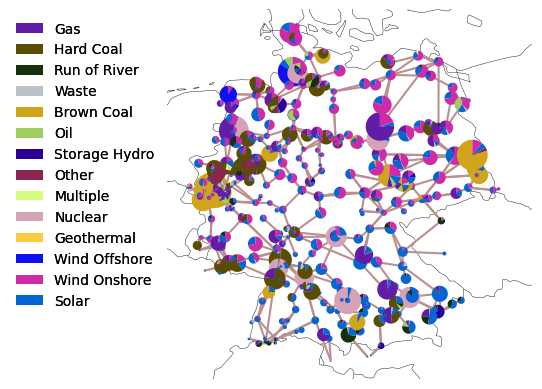 Gas
Hard Coal
Run of River
Waste
Brown Coal
Oil
Storage Hydro
Other
Multiple
Nuclear
Geothermal
Wind Offshore
Wind Onshore
Solar